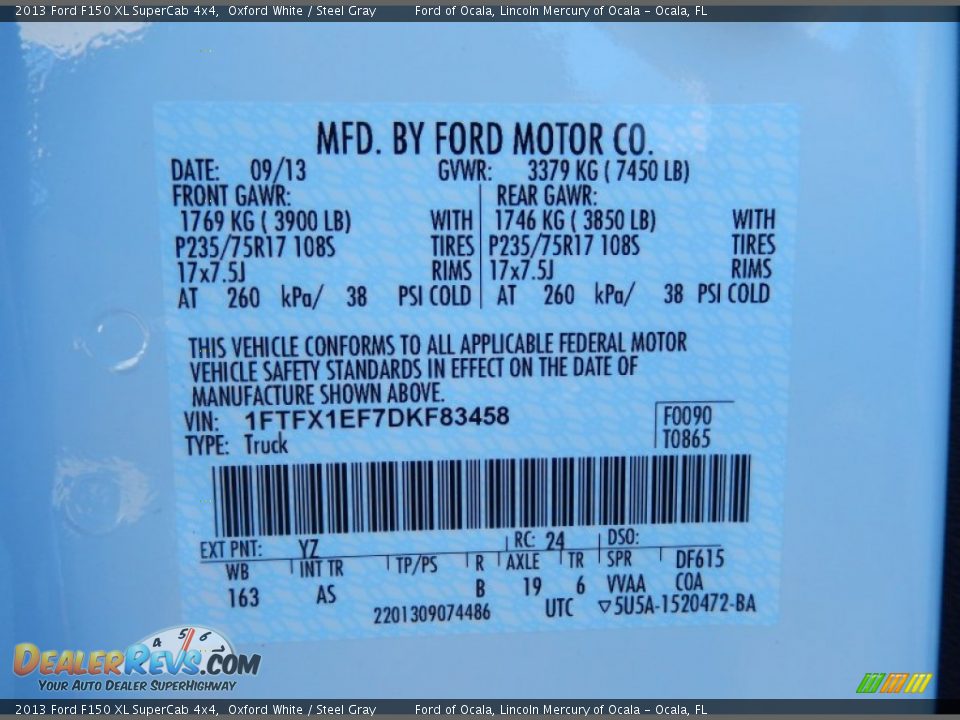 2013 Ford F150 XL SuperCab 4x4, Oxford White / Steel Gray Ford of Ocala, Lincoln Mercury of Ocala - Ocala, FL
MFD. BY FORD MOTOR CO.
DATE: 09/13 GVWR: 3379 KG ( 7450 LB)
FRONT GAWR: REAR GAWR:
1769 KG ( 3900 LB) WITH 1746 KG ( 3850 LB) WITH
P235/75R17 108S TIRES P235/75R17 108S TIRES
17x7.5J RIMS 17x7.5J RIMS
AT 260 kPa/ 38 PSI COLD AT 260 kPa/ 38 PSI COLD
THIS VEHICLE CONFORMS TO ALL APPLICABLE FEDERAL MOTOR
VEHICLE SAFETY STANDARDS IN EFFECT ON THE DATE OF
MANUFACTURE SHOWN ABOVE.
VIN: 1FTFX1EF7DKF83458 F0090
TYPE: Truck T0865
EXT PNT: YZ RC: 24 DSO:
WB INT TR TP/PS R AXLE TR SPR DF615
163 AS B 19 6 VVAA COA
2201309074486 UTC ▽5U5A-1520472-BA
4 5 6
DealerRevs.com
Your Auto Dealer SuperHighway
2013 Ford F150 XL SuperCab 4x4, Oxford White / Steel Gray Ford of Ocala, Lincoln Mercury of Ocala - Ocala, FL